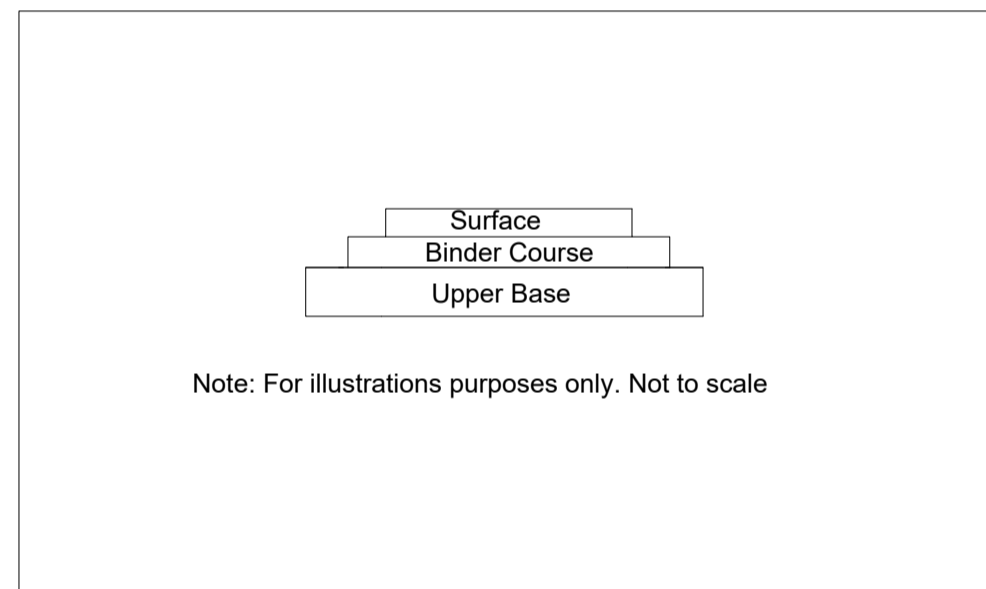 Surface
Binder Course
Upper Base
Note: For illustrations purposes only. Not to scale